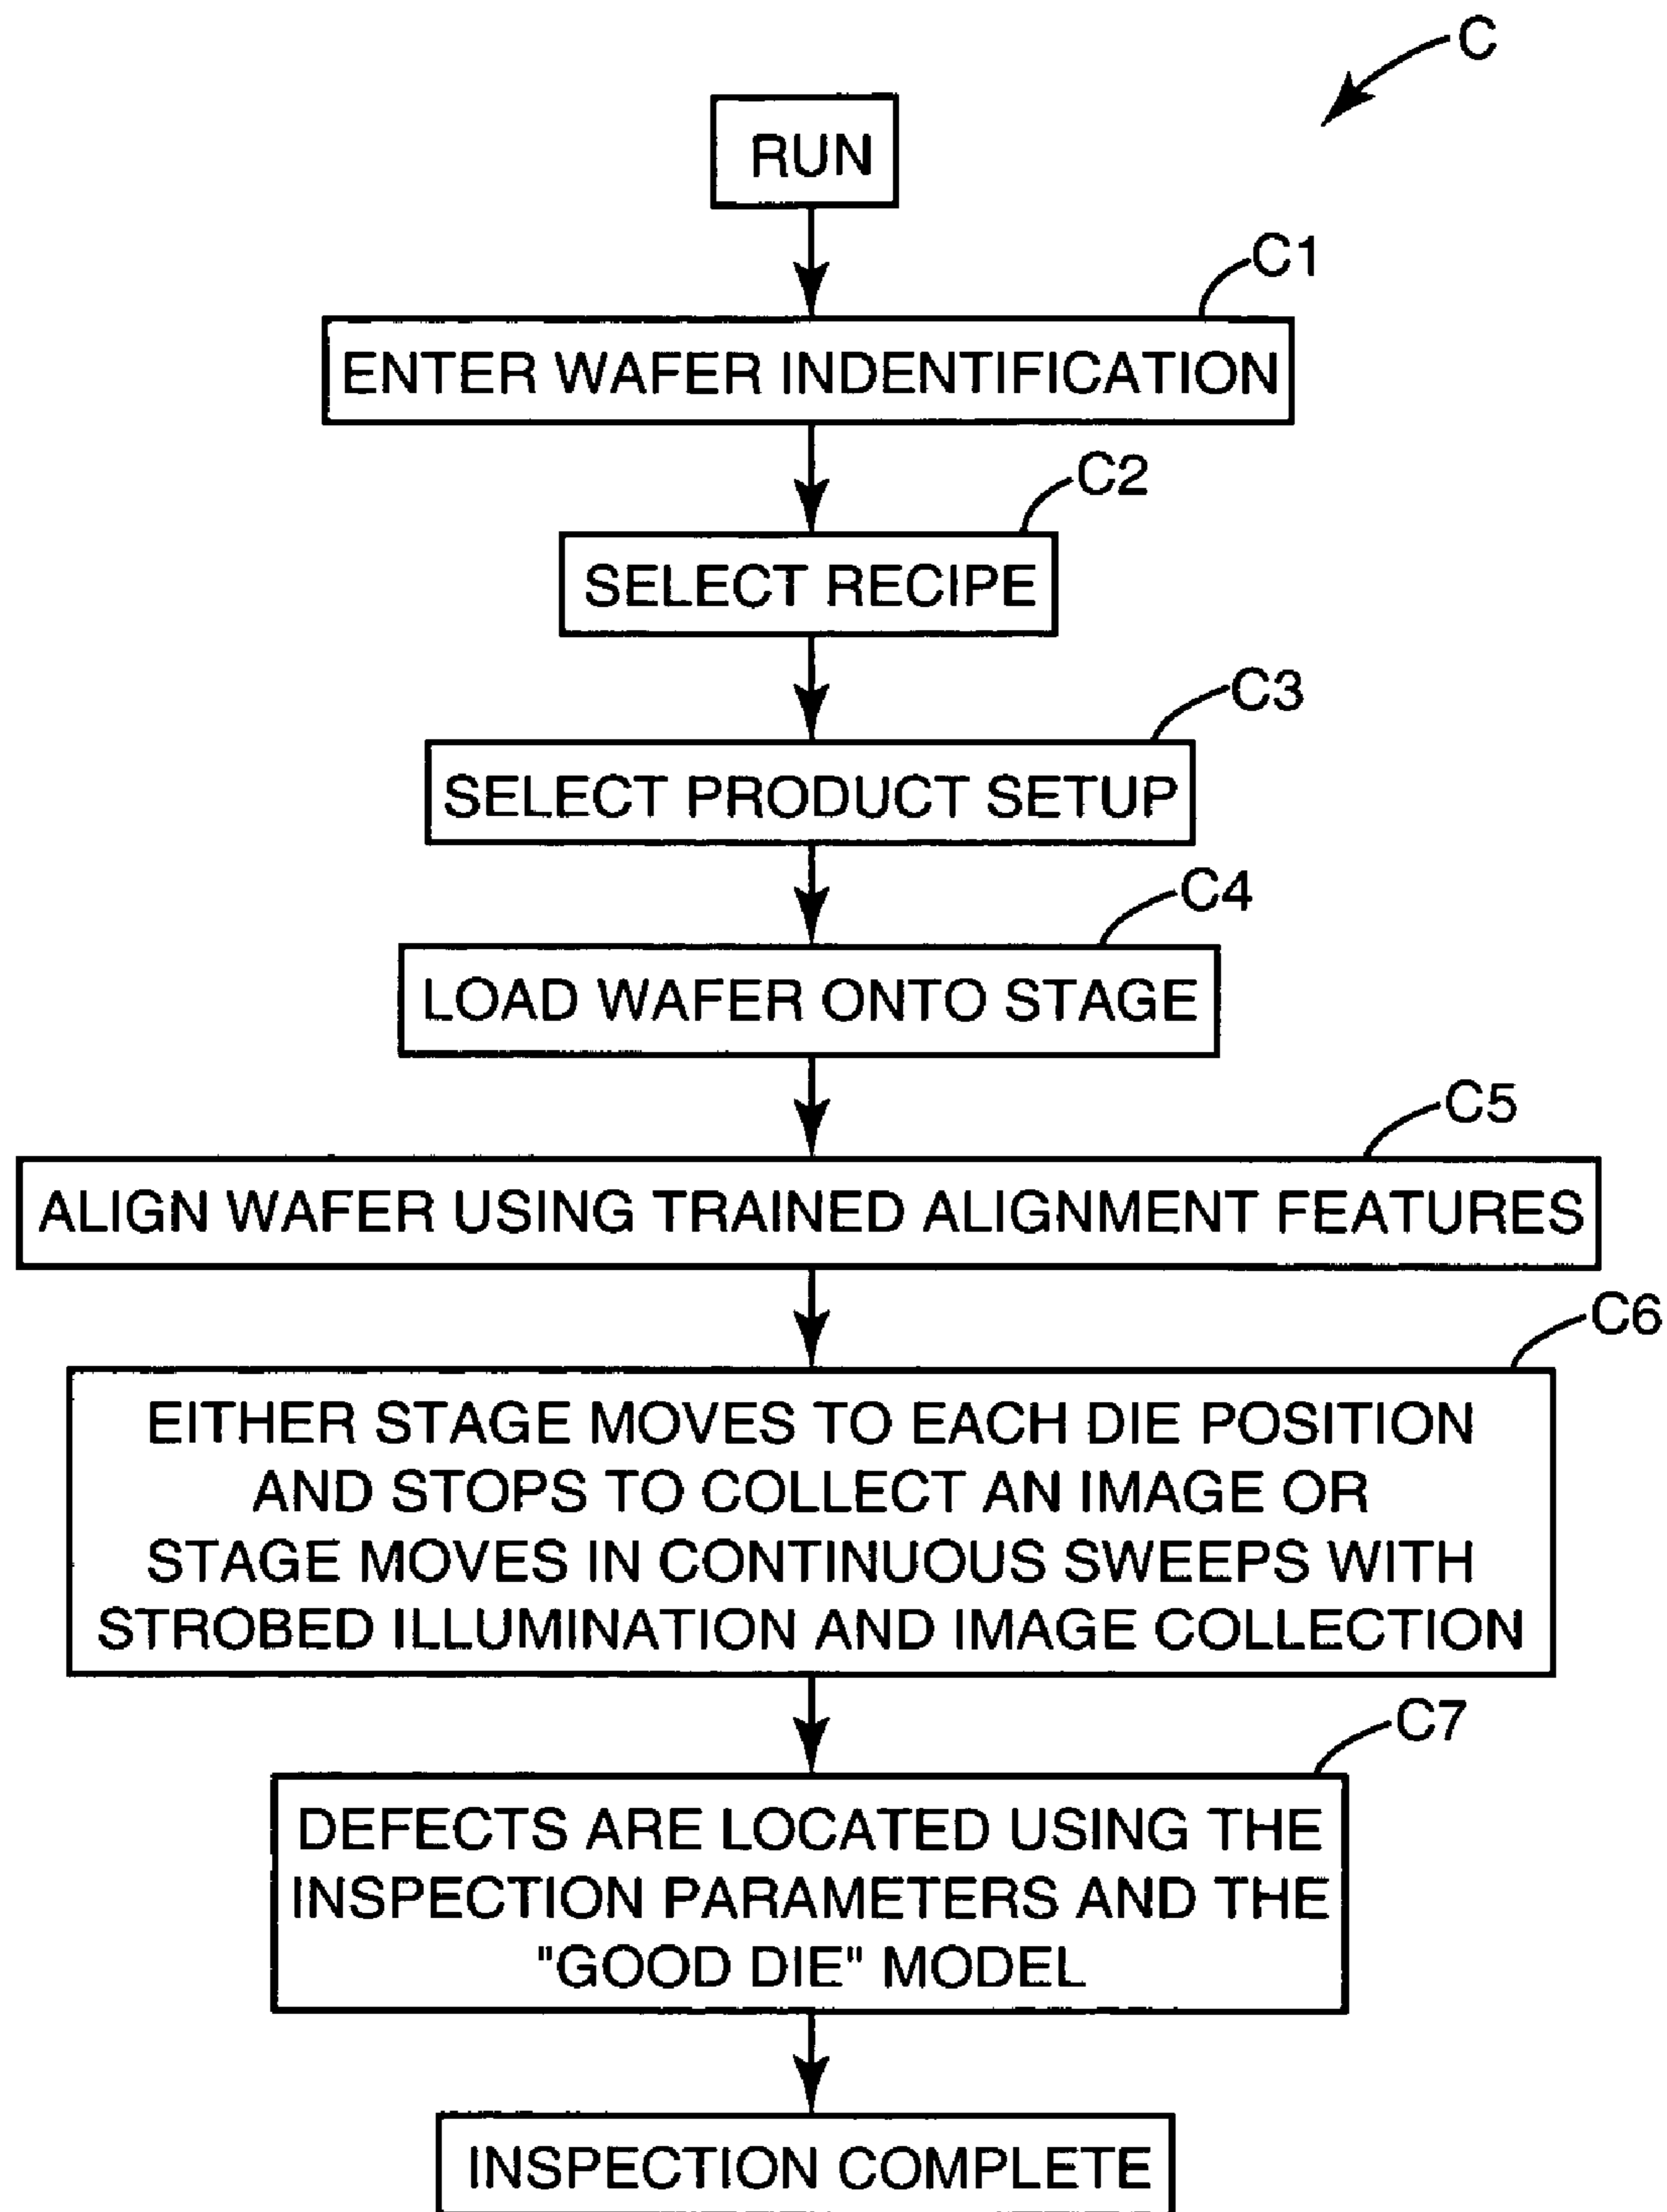 C
RUN
C1
ENTER WAFER INDENTIFICATION
C2
SELECT RECIPE
C3
SELECT PRODUCT SETUP
C4
LOAD WAFER ONTO STAGE
C5
ALIGN WAFER USING TRAINED ALIGNMENT FEATURES
C6
EITHER STAGE MOVES TO EACH DIE POSITION
AND STOPS TO COLLECT AN IMAGE OR
STAGE MOVES IN CONTINUOUS SWEEPS WITH
STROBED ILLUMINATION AND IMAGE COLLECTION
C7
DEFECTS ARE LOCATED USING THE
INSPECTION PARAMETERS AND THE
"GOOD DIE" MODEL
INSPECTION COMPLETE